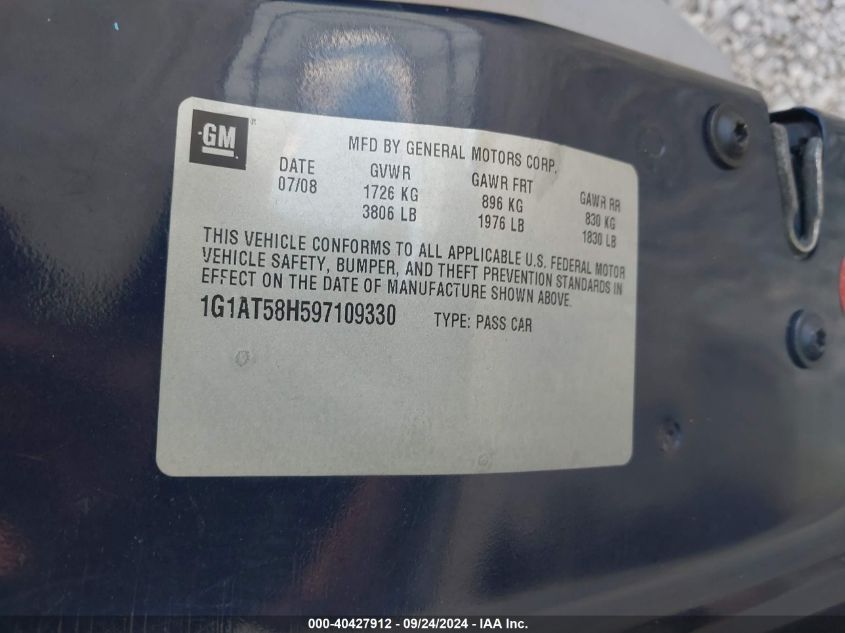 GM
MFD BY GENERAL MOTORS CORP.
DATE GVWR GAWR FRT GAWR RR
07/08 1726 KG 896 KG 830 KG
3806 LB 1976 LB 1830 LB
THIS VEHICLE CONFORMS TO ALL APPLICABLE U.S. FEDERAL MOTOR
VEHICLE SAFETY, BUMPER, AND THEFT PREVENTION STANDARDS IN
EFFECT ON THE DATE OF MANUFACTURE SHOWN ABOVE.
1G1AT58H597109330 TYPE: PASS CAR
000-40427912 - 09/24/2024 - IAA Inc.